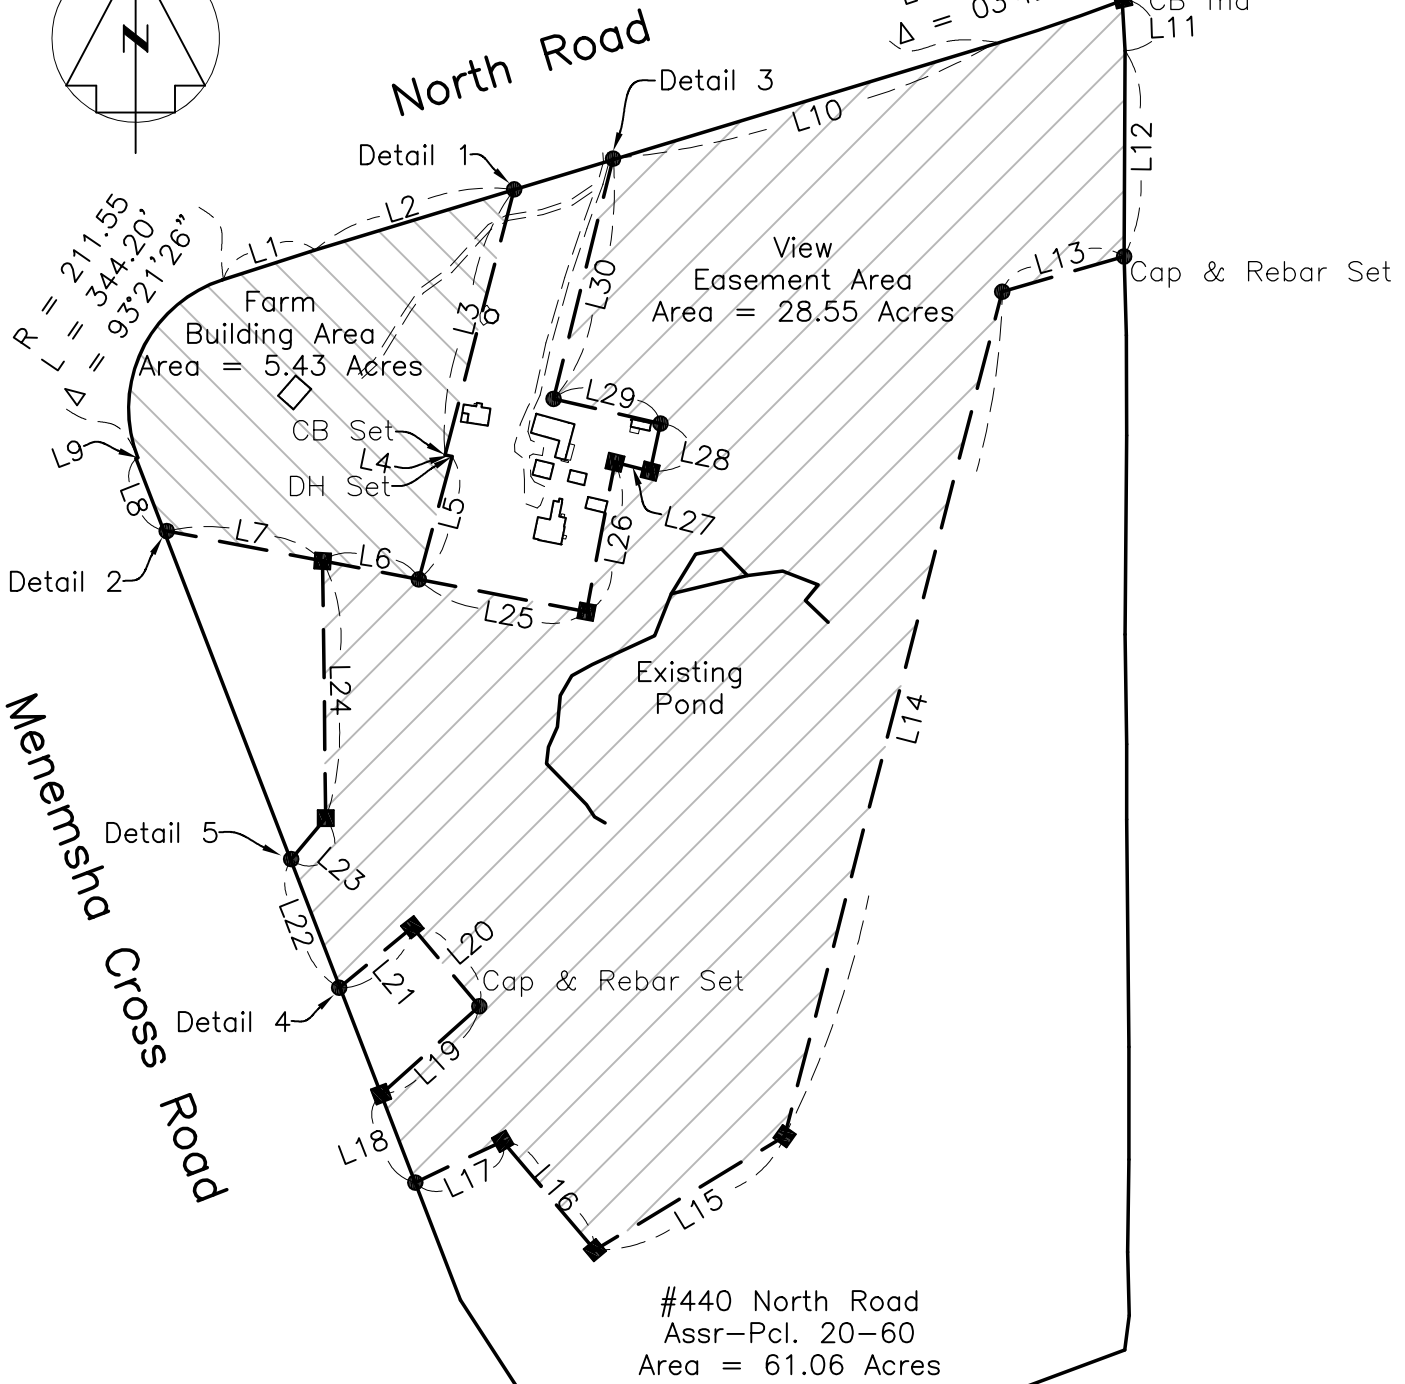 N
North Road
Detail 3
L11
L10
L12
Detail 1
L2
L1
R = 211.55
L = 344.20'
Δ = 93°21'26"
View
Easement Area
Area = 28.55 Acres
L13
Cap & Rebar Set
L30
Farm
Building Area
Area = 5.43 Acres
L3
L29
CB Set
L4
DH Set
L9
L28
L8
L5
L27
L7
L26
L6
Detail 2
L25
Existing
Pond
L24
L14
Menemsha Cross Road
Detail 5
L23
L22
L20
L21
Cap & Rebar Set
Detail 4
L19
L18
L17
L16
L15
#440 North Road
Assr-Pcl. 20-60
Area = 61.06 Acres